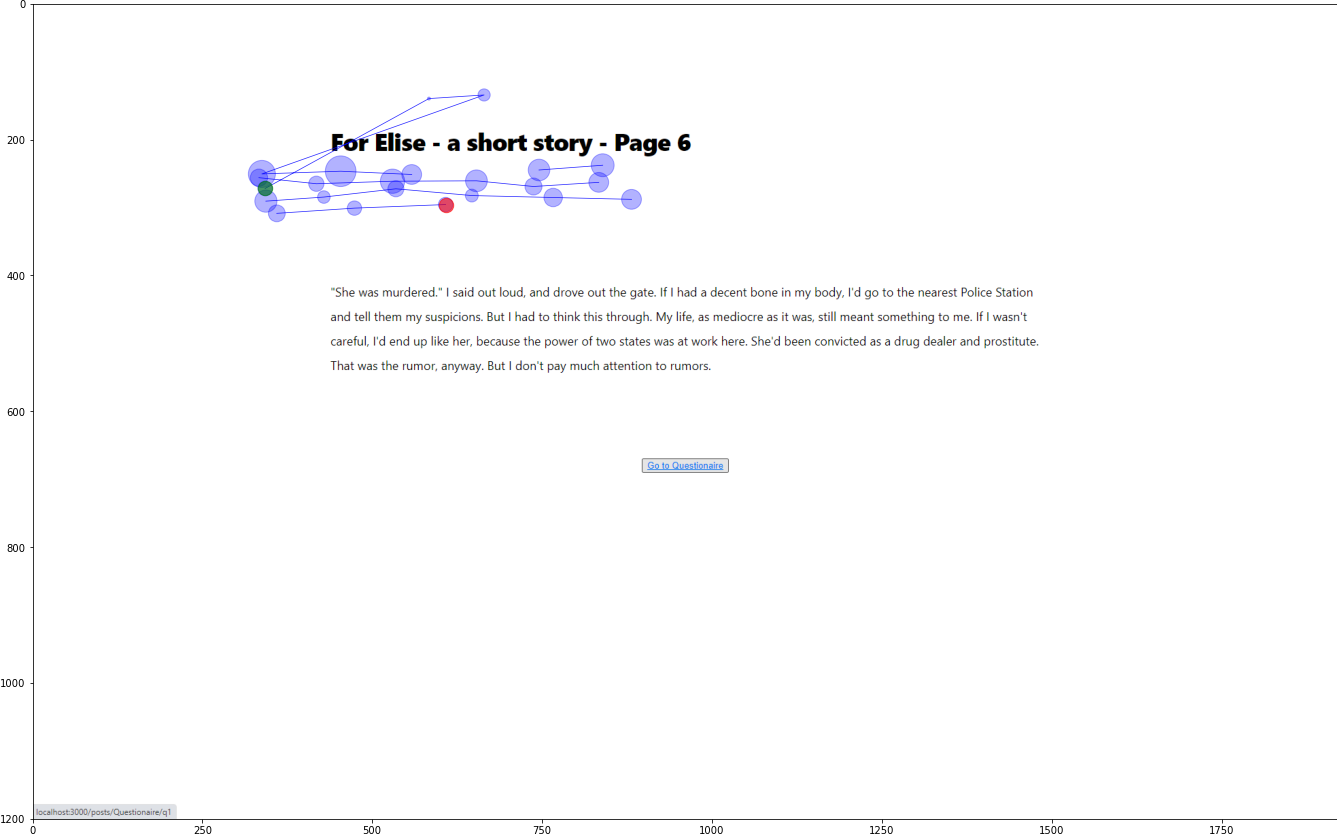 0
200
400
600
800
1000
1200
For Elise - a short story - Page 6
"She was murdered." I said out loud, and drove out the gate. If I had a decent bone in my body, I'd go to the nearest Police Station
and tell them my suspicions. But I had to think this through. My life, as mediocre as it was, still meant something to me. If I wasn't
careful, I'd end up like her, because the power of two states was at work here. She'd been convicted as a drug dealer and prostitute.
That was the rumor, anyway. But I don't pay much attention to rumors.
Go to Questionaire
localhost:3000/posts/Questionaire/q1
0 250 500 750 1000 1250 1500 1750